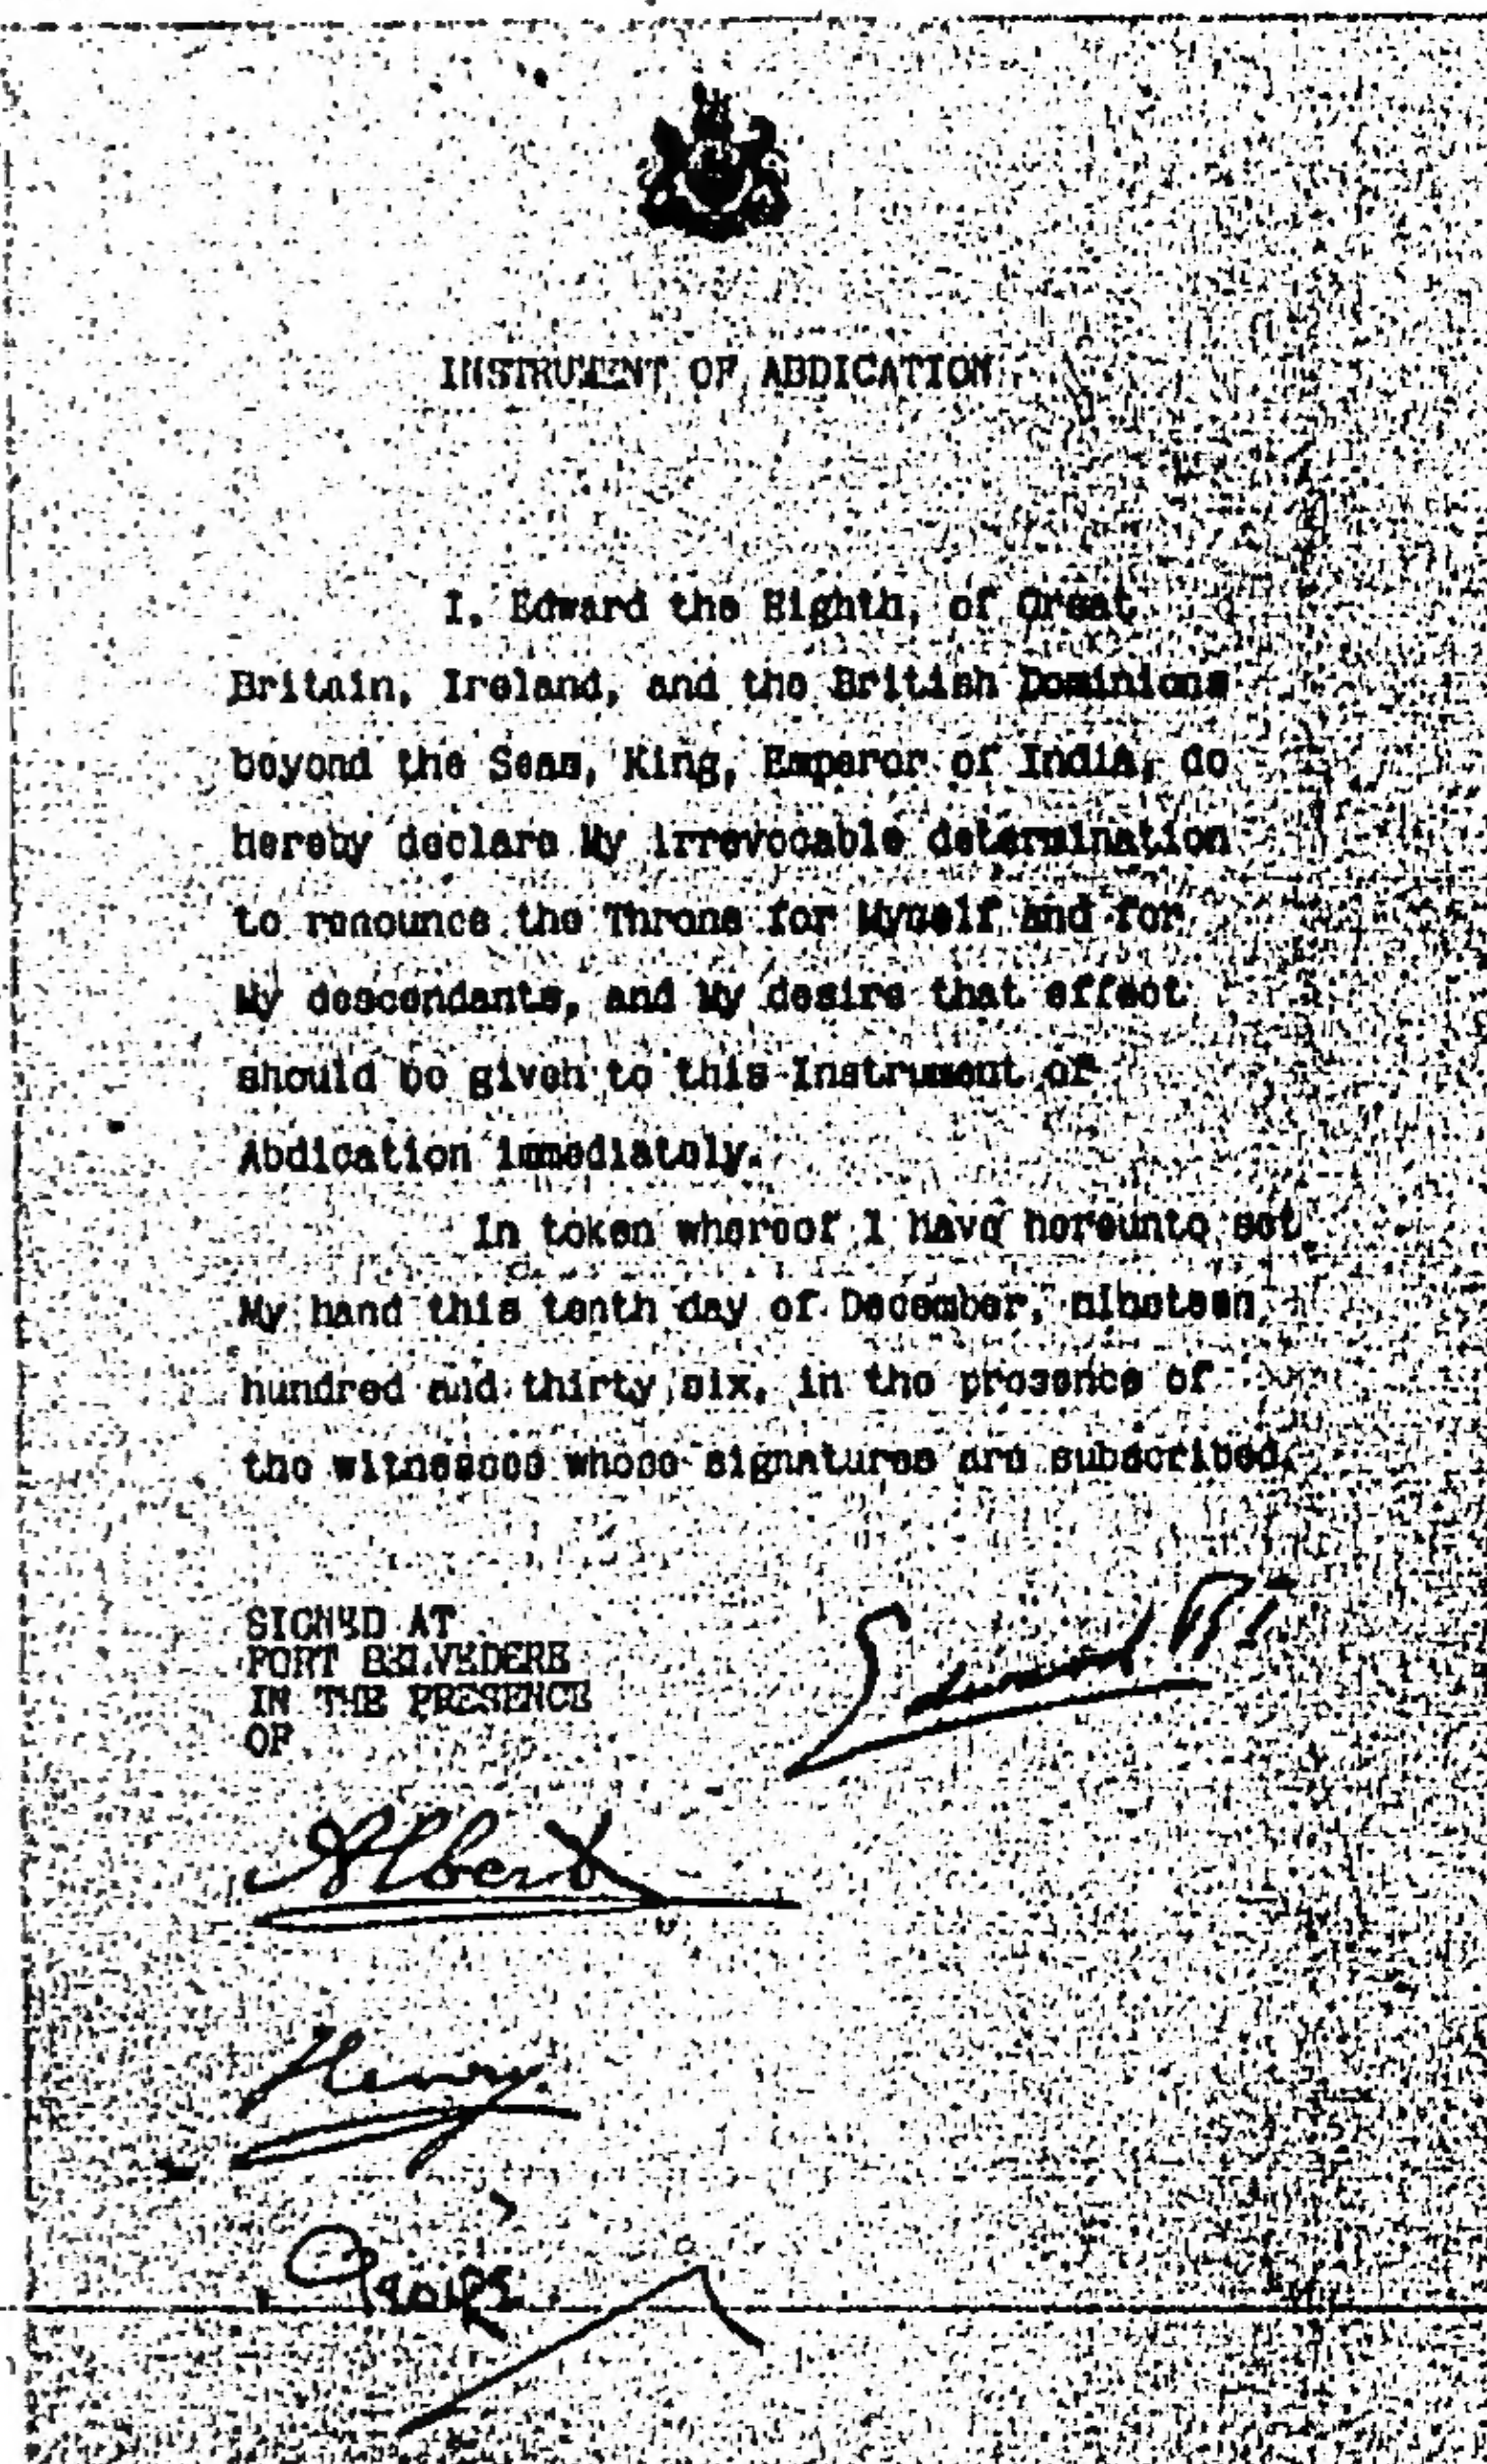 INSTRUMENT OF ABDICATION
I, Edward the Eighth, of Great
Britain, Ireland, and the British Dominions
beyond the Seas, King, Emperor of India, do
hereby declare My irrevocable determination
to renounce the Throne for Myself and for
My descendants, and My desire that effect
should be given to this Instrument of
Abdication immediately.
In token whereof I have hereunto set
My hand this tenth day of December, nineteen
hundred and thirty six, in the presence of
the witnesses whose signatures are subscribed.
SIGNED AT
FORT BELVEDERE
IN THE PRESENCE
OF
Edward RI
Albert
Henry.
George.